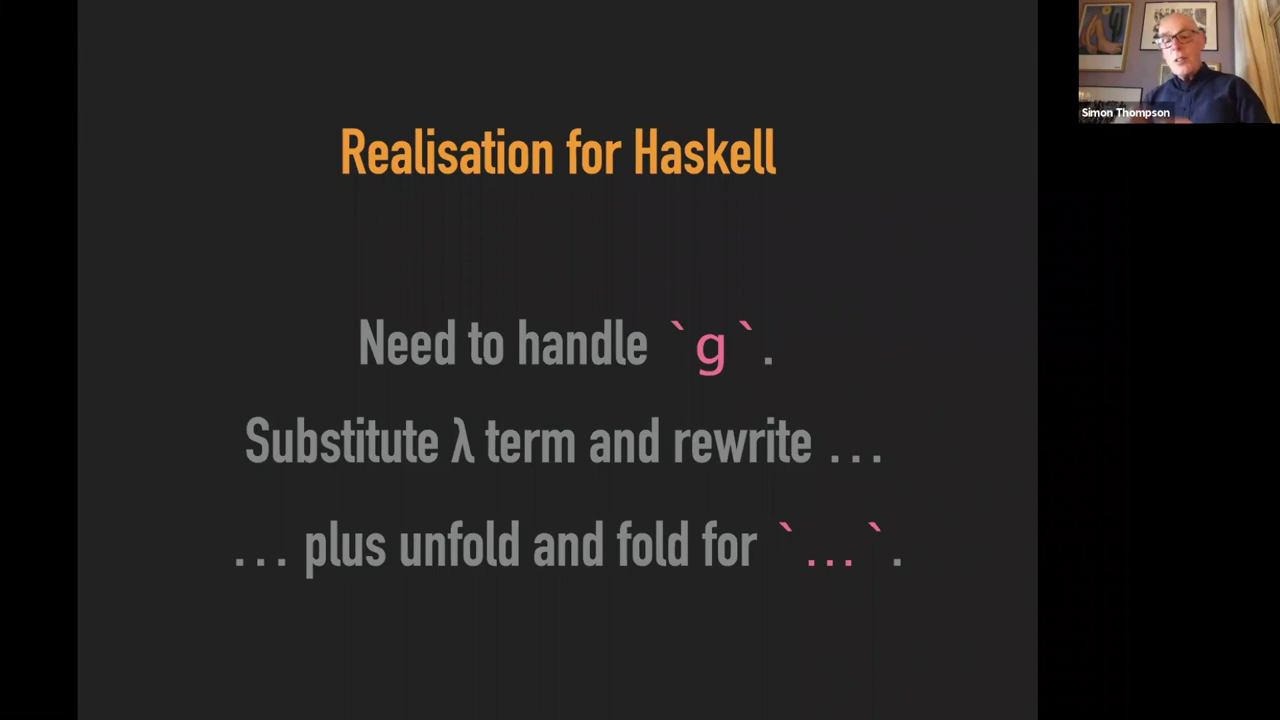 Realisation for Haskell
Need to handle `g`.
Substitute λ term and rewrite ...
... plus unfold and fold for `...`.
Simon Thompson